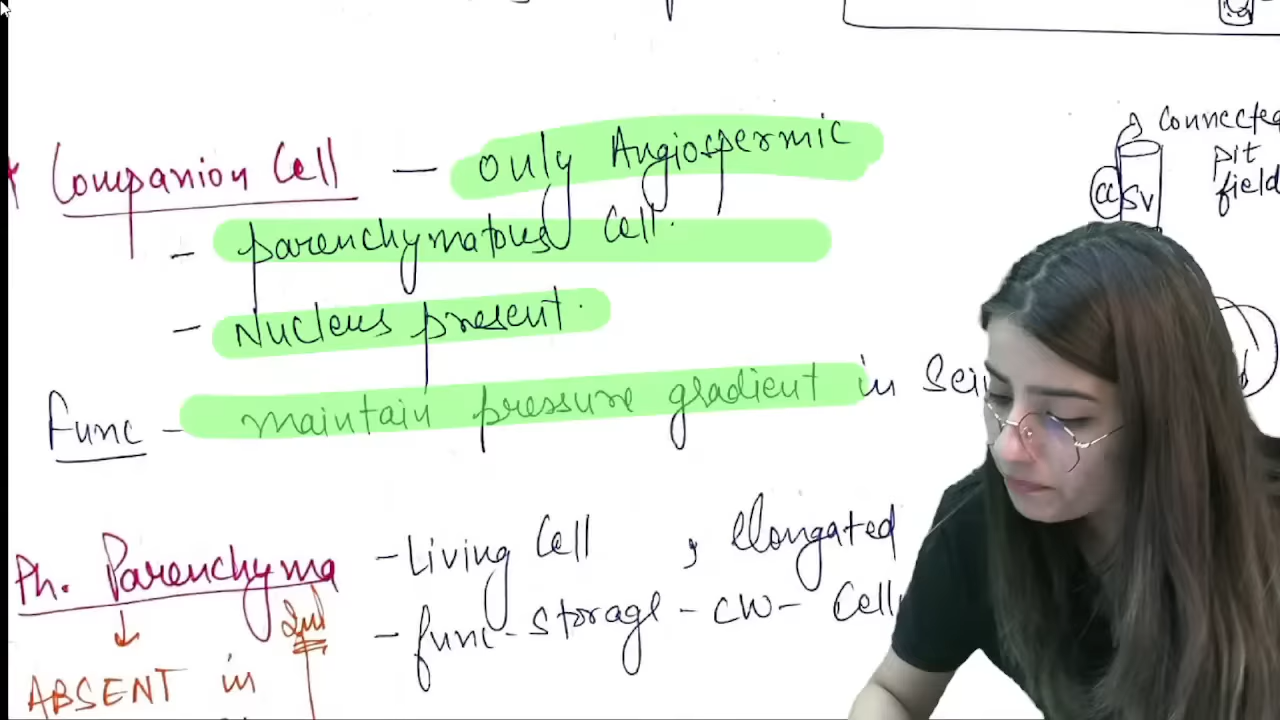 Companion Cell — only Angiospermic
- parenchymatous Cell.
- Nucleus present.
func - maintain pressure gradient in
Connected
pit
field
CC SV
Ph. Parenchyma - Living Cell , elongated
- func - storage - CW - Cell
ABSENT in